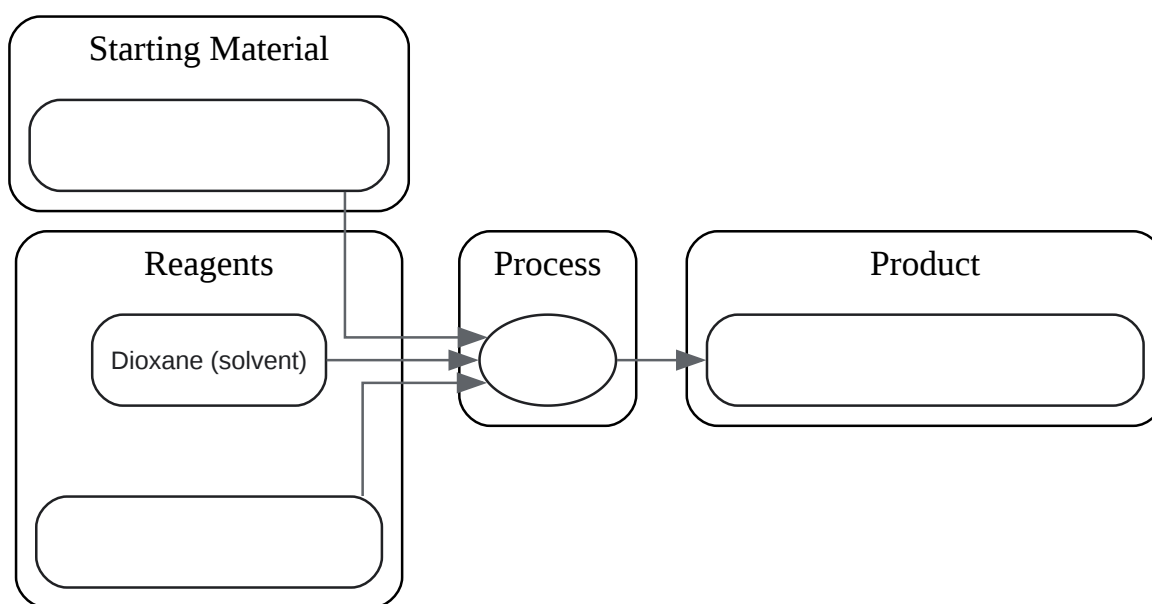 Starting Material
Reagents
Process
Product
Dioxane (solvent)